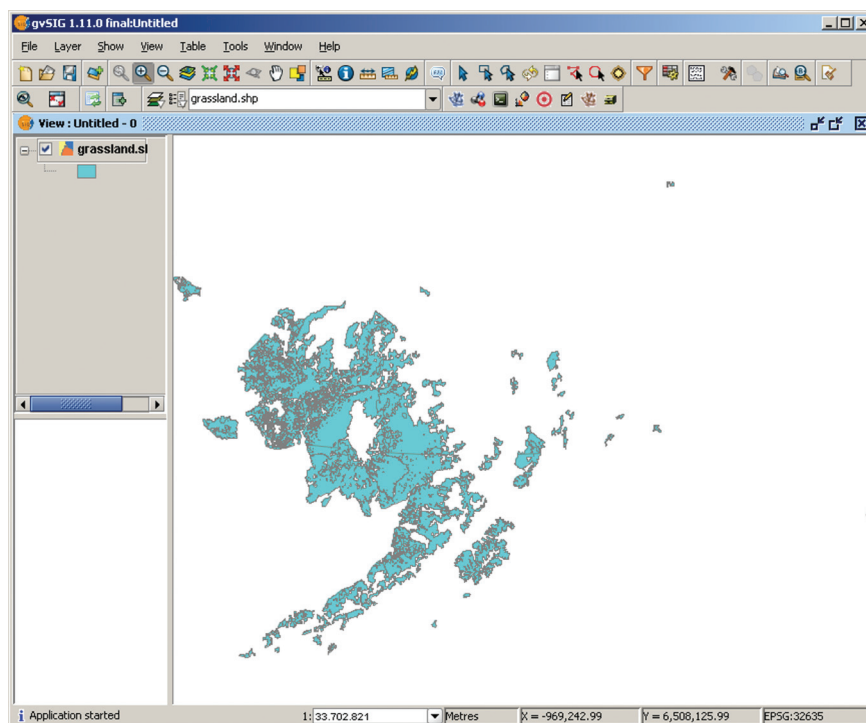 gvSIG 1.11.0 final:Untitled
File Layer Show View Table Tools Window Help
grassland.shp
View : Untitled - 0
grassland.sl
Application started 1: 33.702.821 Metres X = -969,242.99 Y = 6,508,125.99 EPSG:32635